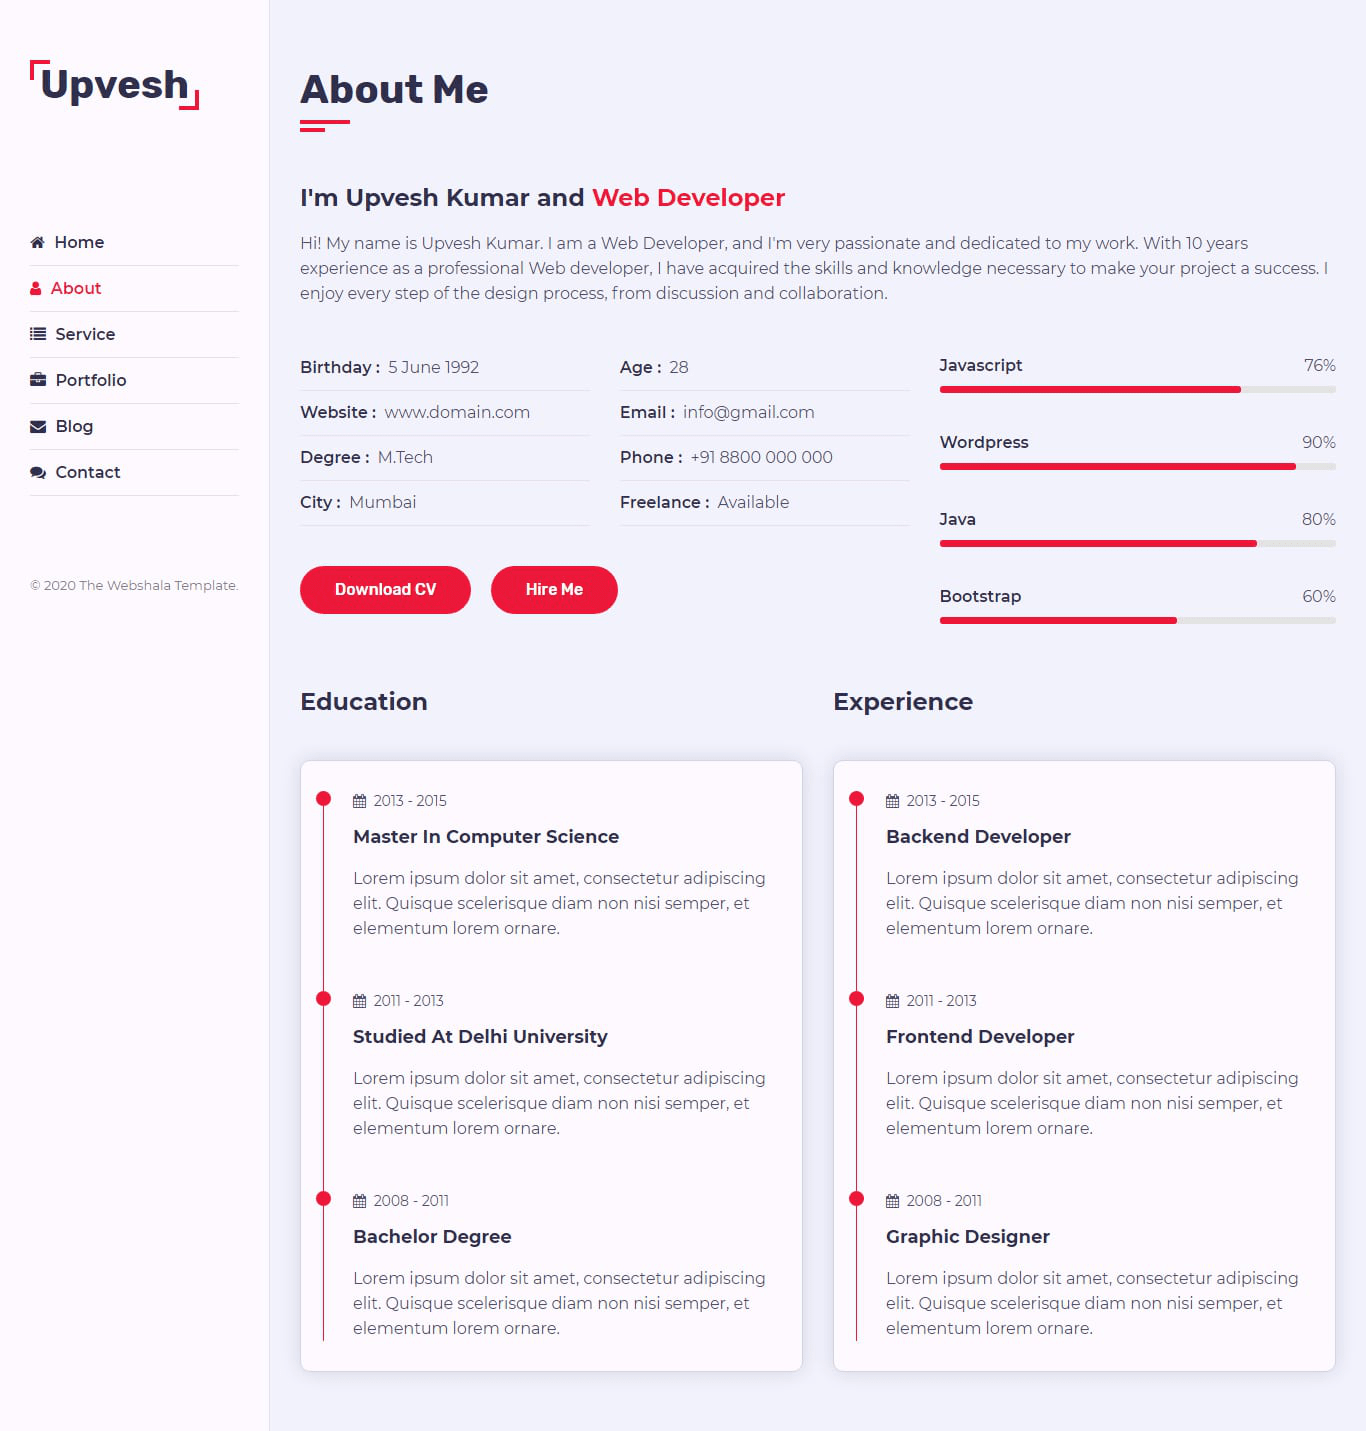 Upvesh
Home
About
Service
Portfolio
Blog
Contact
© 2020 The Webshala Template.
About Me
I'm Upvesh Kumar and Web Developer
Hi! My name is Upvesh Kumar. I am a Web Developer, and I'm very passionate and dedicated to my work. With 10 years
experience as a professional Web developer, I have acquired the skills and knowledge necessary to make your project a success. I
enjoy every step of the design process, from discussion and collaboration.
Birthday : 5 June 1992
Age : 28
Website : www.domain.com
Email : info@gmail.com
Degree : M.Tech
Phone : +91 8800 000 000
City : Mumbai
Freelance : Available
Download CV
Hire Me
Javascript 76%
Wordpress 90%
Java 80%
Bootstrap 60%
Education
2013 - 2015
Master In Computer Science
Lorem ipsum dolor sit amet, consectetur adipiscing
elit. Quisque scelerisque diam non nisi semper, et
elementum lorem ornare.
2011 - 2013
Studied At Delhi University
Lorem ipsum dolor sit amet, consectetur adipiscing
elit. Quisque scelerisque diam non nisi semper, et
elementum lorem ornare.
2008 - 2011
Bachelor Degree
Lorem ipsum dolor sit amet, consectetur adipiscing
elit. Quisque scelerisque diam non nisi semper, et
elementum lorem ornare.
Experience
2013 - 2015
Backend Developer
Lorem ipsum dolor sit amet, consectetur adipiscing
elit. Quisque scelerisque diam non nisi semper, et
elementum lorem ornare.
2011 - 2013
Frontend Developer
Lorem ipsum dolor sit amet, consectetur adipiscing
elit. Quisque scelerisque diam non nisi semper, et
elementum lorem ornare.
2008 - 2011
Graphic Designer
Lorem ipsum dolor sit amet, consectetur adipiscing
elit. Quisque scelerisque diam non nisi semper, et
elementum lorem ornare.